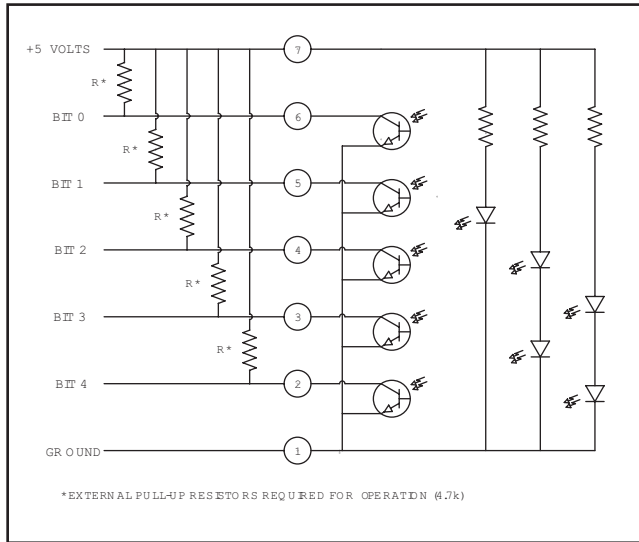 +5 VOLTS 7
R*
BIT 0 6
R*
BIT 1 5
R*
BIT 2 4
R*
BIT 3 3
R*
BIT 4 2
GROUND 1
*EXTERNAL PULL-UP RESISTORS REQUIRED FOR OPERATION (4.7k)